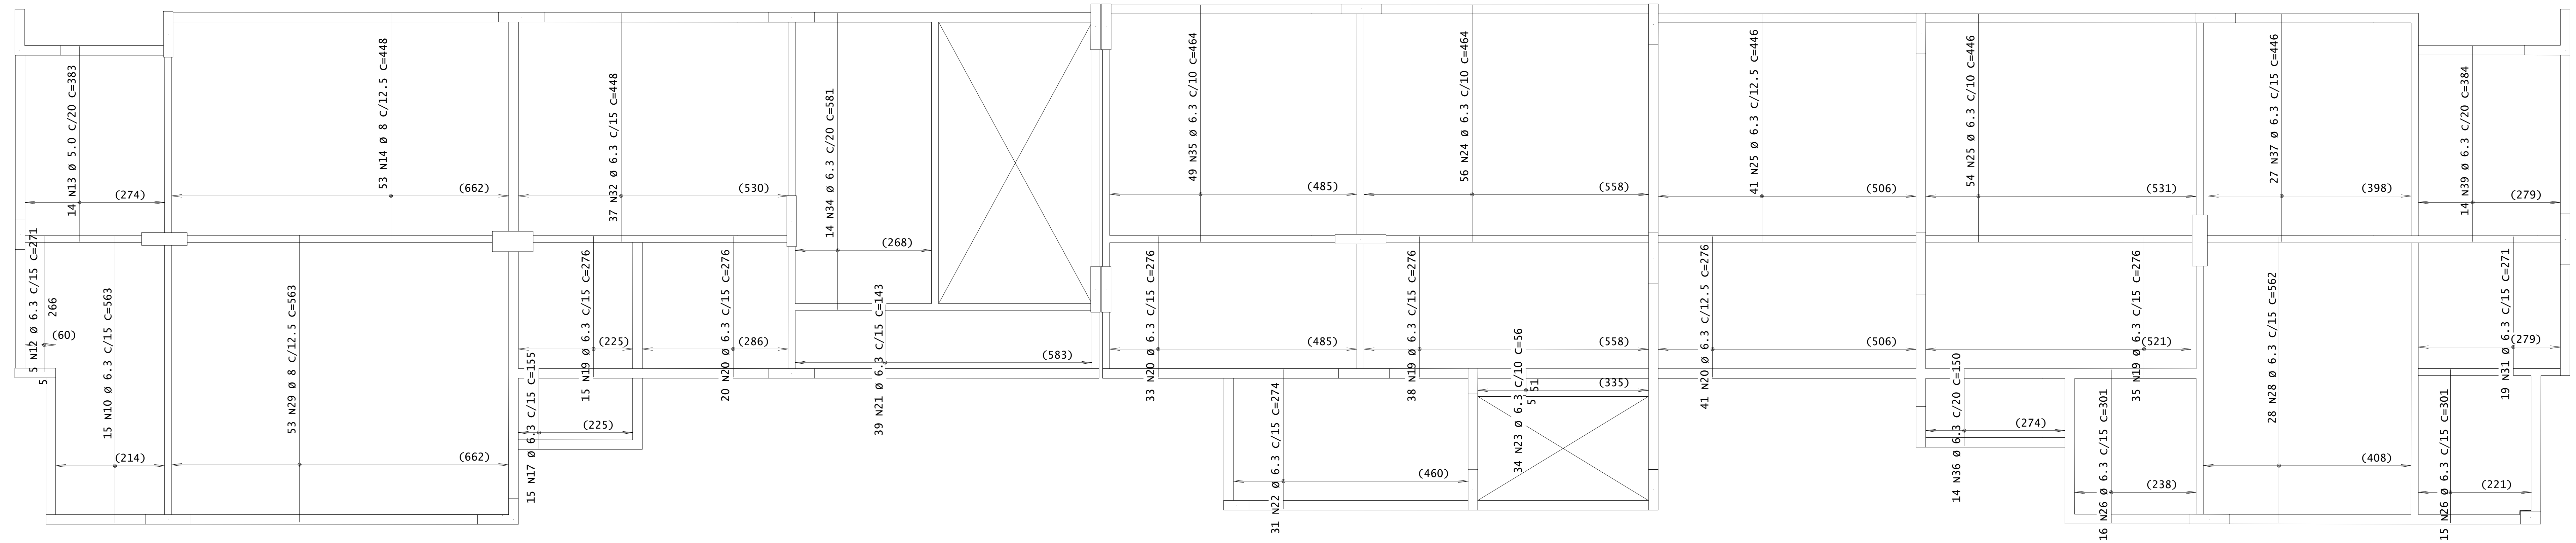 14 N13 Ø 5.0 C/20 C=383
(274)
53 N14 Ø 8 C/12.5 C=448
(662)
37 N32 Ø 6.3 C/15 C=448
(530)
14 N34 Ø 6.3 C/20 C=581
(268)
49 N35 Ø 6.3 C/10 C=464
(485)
56 N24 Ø 6.3 C/10 C=464
(558)
41 N25 Ø 6.3 C/12.5 C=446
(506)
54 N25 Ø 6.3 C/10 C=446
(531)
27 N37 Ø 6.3 C/15 C=446
(398)
14 N39 Ø 6.3 C/20 C=384
(279)
5 N12 Ø 6.3 C/15 C=271
266
(60)
5
15 N10 Ø 6.3 C/15 C=563
(214)
53 N29 Ø 8 C/12.5 C=563
(662)
15 N19 Ø 6.3 C/15 C=276
(225)
15 N17 Ø 6.3 C/15 C=155
(225)
20 N20 Ø 6.3 C/15 C=276
(286)
39 N21 Ø 6.3 C/15 C=143
(583)
33 N20 Ø 6.3 C/15 C=276
(485)
31 N22 Ø 6.3 C/15 C=274
(460)
38 N19 Ø 6.3 C/15 C=276
(558)
34 N23 Ø 6.3 C/10 C=56
5 51
(335)
41 N20 Ø 6.3 C/12.5 C=276
(506)
14 N36 Ø 6.3 C/20 C=150
(274)
35 N19 Ø 6.3 C/15 C=276
(521)
16 N26 Ø 6.3 C/15 C=301
(238)
28 N28 Ø 6.3 C/15 C=562
(408)
19 N31 Ø 6.3 C/15 C=271
(279)
15 N26 Ø 6.3 C/15 C=301
(221)